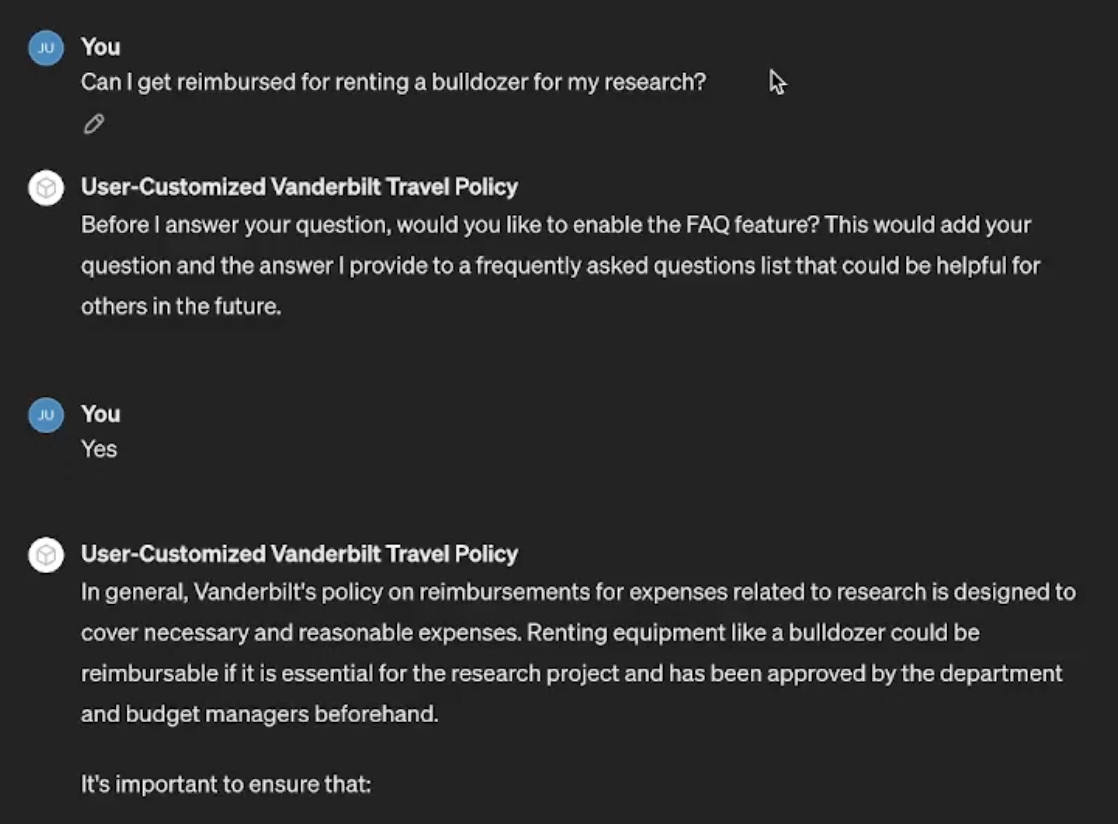 JU You
Can I get reimbursed for renting a bulldozer for my research?
User-Customized Vanderbilt Travel Policy
Before I answer your question, would you like to enable the FAQ feature? This would add your
question and the answer I provide to a frequently asked questions list that could be helpful for
others in the future.
JU You
Yes
User-Customized Vanderbilt Travel Policy
In general, Vanderbilt's policy on reimbursements for expenses related to research is designed to
cover necessary and reasonable expenses. Renting equipment like a bulldozer could be
reimbursable if it is essential for the research project and has been approved by the department
and budget managers beforehand.
It's important to ensure that: